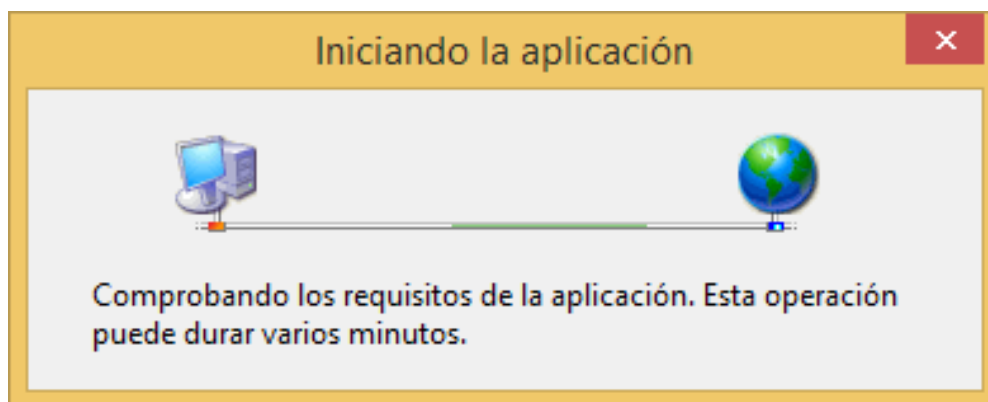 Iniciando la aplicación
Comprobando los requisitos de la aplicación. Esta operación
puede durar varios minutos.